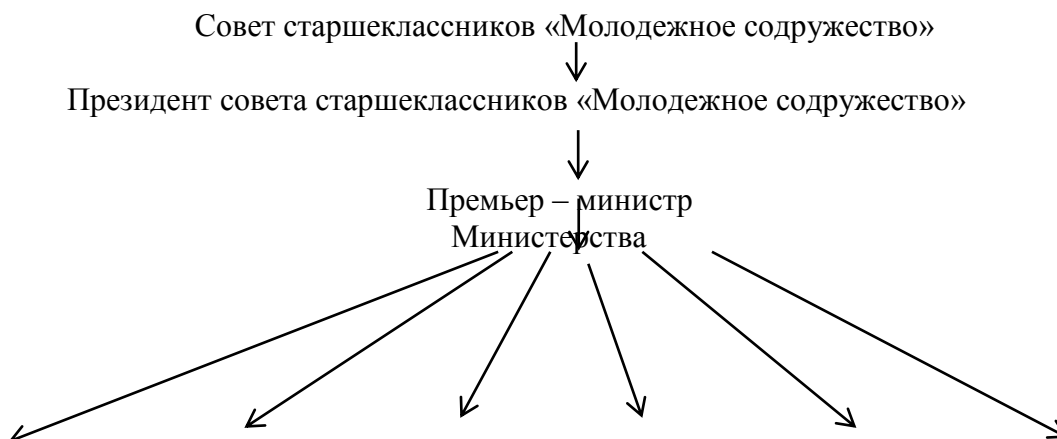 Совет старшеклассников «Молодежное содружество»
Президент совета старшеклассников «Молодежное содружество»
Премьер – министр
Министерства